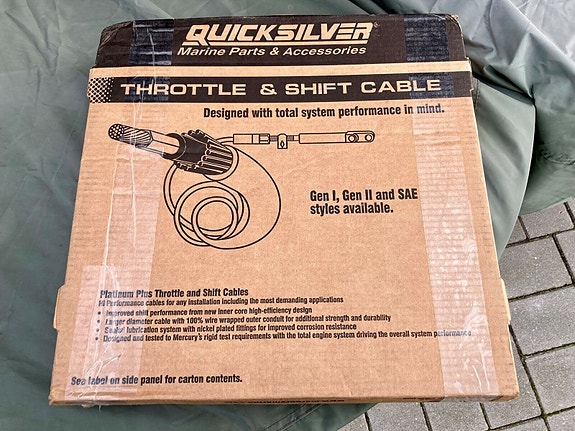 QUICKSILVER®
Marine Parts & Accessories
THROTTLE & SHIFT CABLE
Designed with total system performance in mind.
Gen I, Gen II and SAE
styles available.
Platinum Plus Throttle and Shift Cables
Hi Performance cables for any installation including the most demanding applications
• Improved shift performance from new inner core high-efficiency design
• Larger diameter cable with 100% wire wrapped outer conduit for additional strength and durability
• Sealed lubrication system with nickel plated fittings for improved corrosion resistance
• Designed and tested to Mercury's rigid test requirements with the total engine system driving the overall system performance
See label on side panel for carton contents.